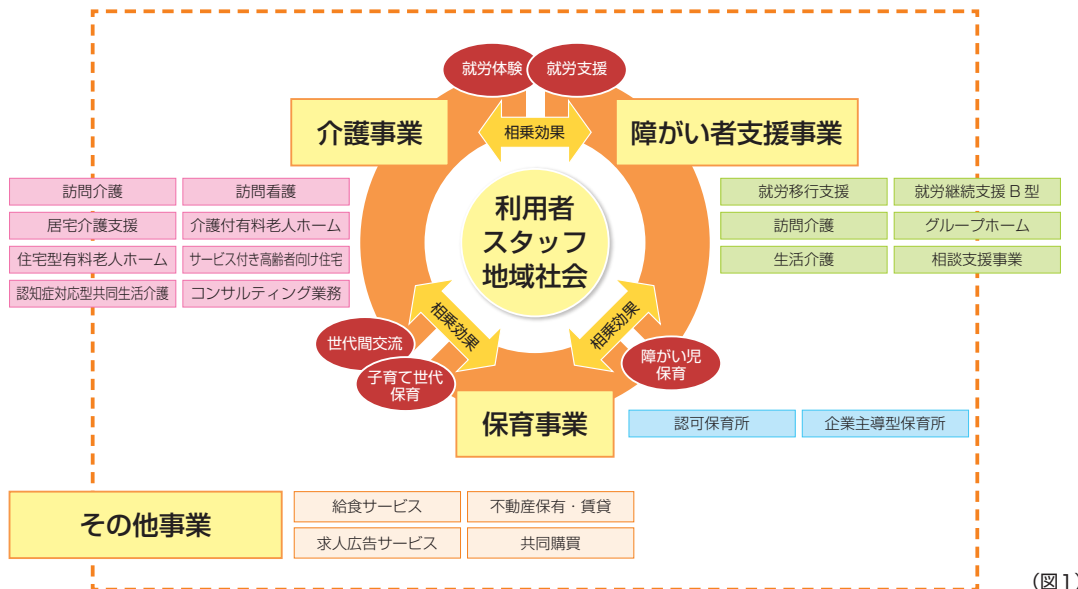 就労体験
就労支援
介護事業
相乗効果
障がい者支援事業
訪問介護
訪問看護
居宅介護支援
介護付有料老人ホーム
住宅型有料老人ホーム
サービス付き高齢者向け住宅
認知症対応型共同生活介護
コンサルティング業務
利用者
スタッフ
地域社会
就労移行支援
就労継続支援B型
訪問介護
グループホーム
生活介護
相談支援事業
相乗効果
相乗効果
世代間交流
子育て世代
保育
障がい児
保育
保育事業
認可保育所
企業主導型保育所
その他事業
給食サービス
不動産保有・賃貸
求人広告サービス
共同購買
(図1)